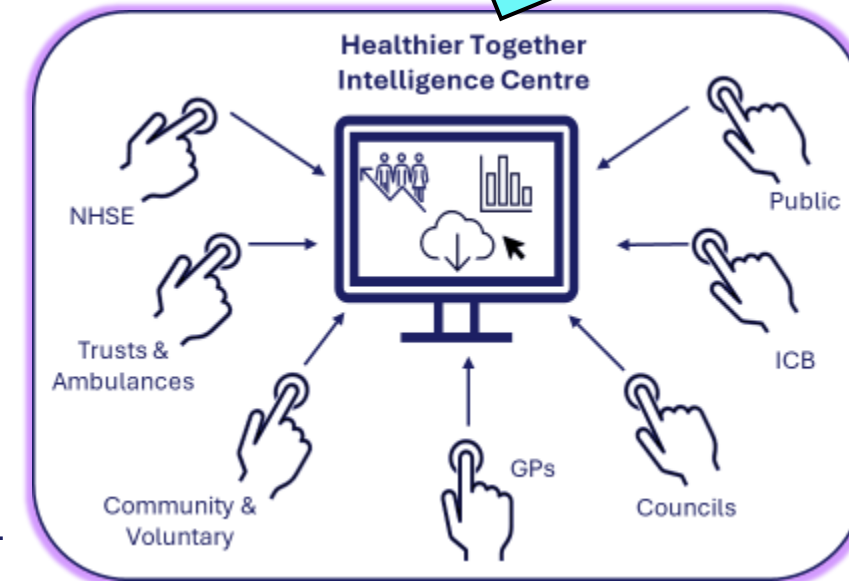 Healthier Together
Intelligence Centre
NHSE
Public
Trusts &
Ambulances
ICB
Community &
Voluntary
GPs
Councils